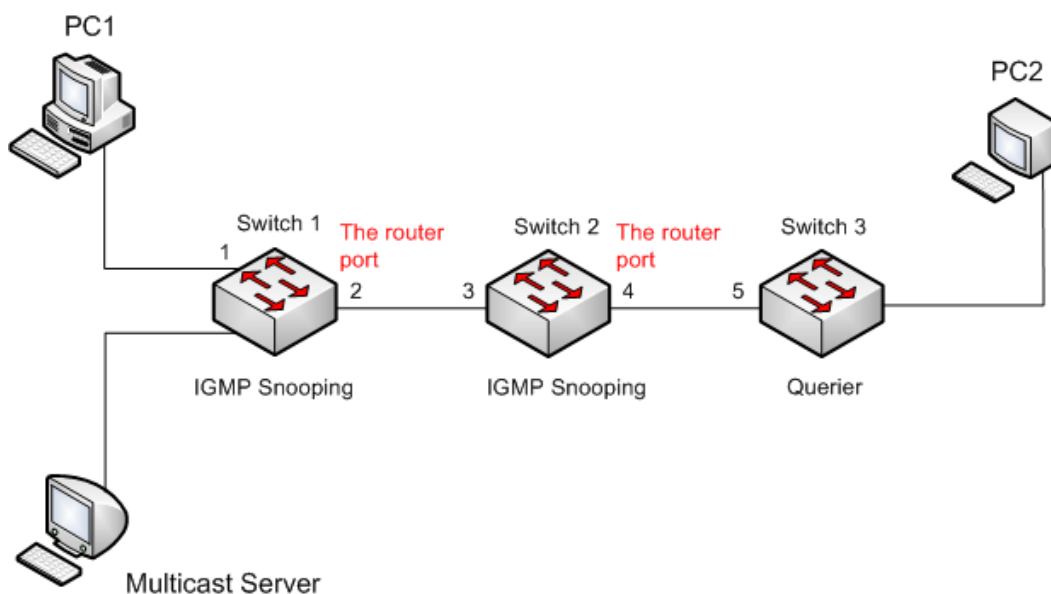 PC1
PC2
Switch 1
The router
port
Switch 2
The router
port
Switch 3
1
2
3
4
5
IGMP Snooping
IGMP Snooping
Querier
Multicast Server